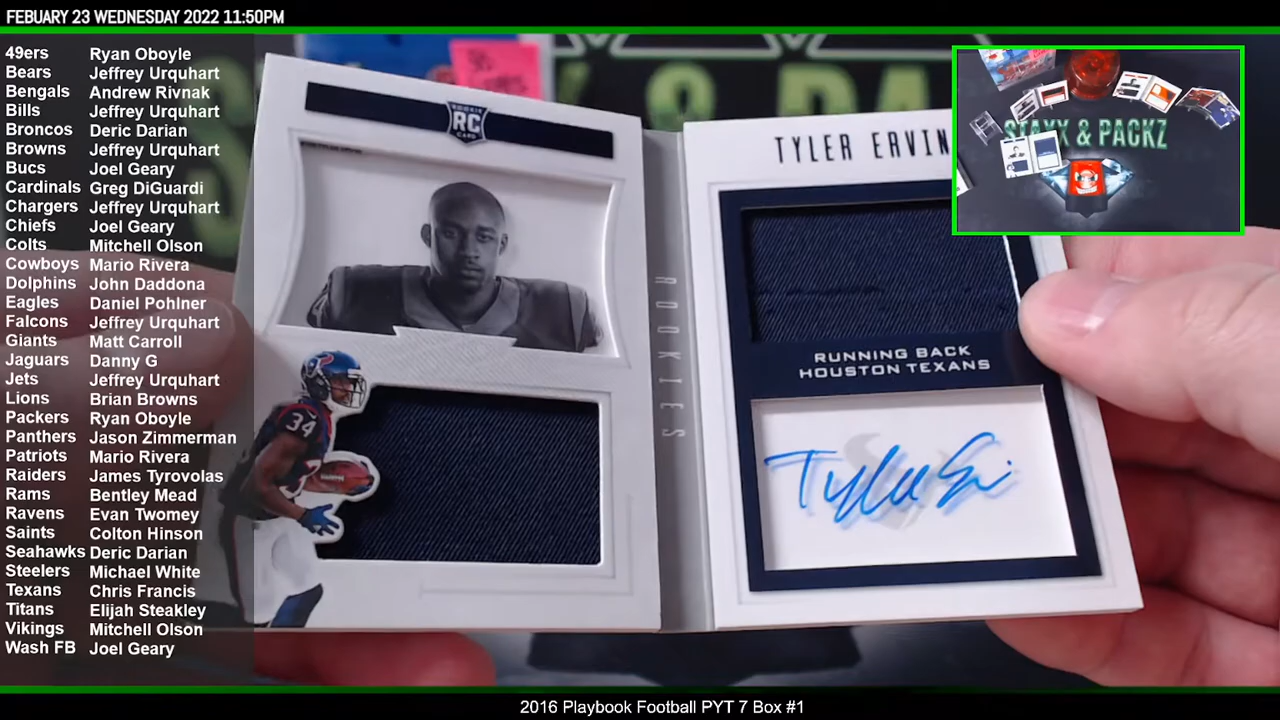 FEBUARY 23 WEDNESDAY 2022 11:50PM
49ers Ryan Oboyle
Bears Jeffrey Urquhart
Bengals Andrew Rivnak
Bills Jeffrey Urquhart
Broncos Deric Darian
Browns Jeffrey Urquhart
Bucs Joel Geary
Cardinals Greg DiGuardi
Chargers Jeffrey Urquhart
Chiefs Joel Geary
Colts Mitchell Olson
Cowboys Mario Rivera
Dolphins John Daddona
Eagles Daniel Pohlner
Falcons Jeffrey Urquhart
Giants Matt Carroll
Jaguars Danny G
Jets Jeffrey Urquhart
Lions Brian Browns
Packers Ryan Oboyle
Panthers Jason Zimmerman
Patriots Mario Rivera
Raiders James Tyrovolas
Rams Bentley Mead
Ravens Evan Twomey
Saints Colton Hinson
Seahawks Deric Darian
Steelers Michael White
Texans Chris Francis
Titans Elijah Steakley
Vikings Mitchell Olson
Wash FB Joel Geary
RC
34
ROOKIES
TYLER ERVIN
RUNNING BACK
HOUSTON TEXANS
STAXX & PACKZ
2016 Playbook Football PYT 7 Box #1